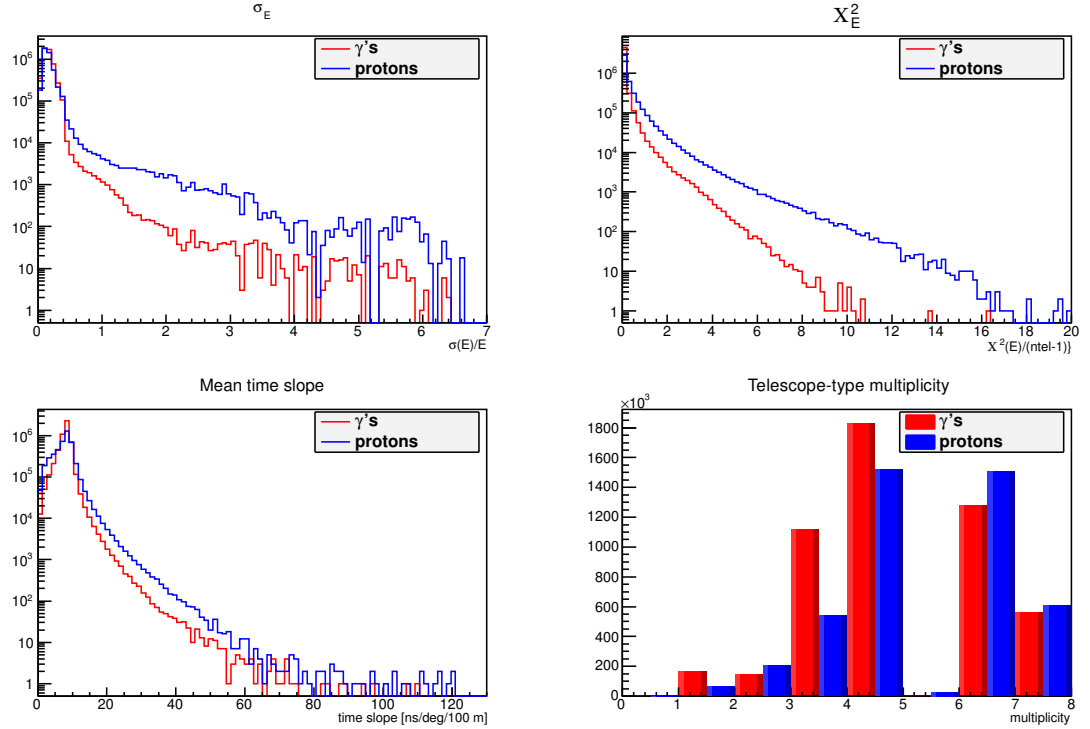 σ_E
γ's
protons
10^6
10^5
10^4
10^3
10^2
10
1
0 1 2 3 4 5 6 7
σ(E)/E
X_E^2
γ's
protons
10^6
10^5
10^4
10^3
10^2
10
1
0 2 4 6 8 10 12 14 16 18 20
X^2(E)/(ntel-1)}
Mean time slope
γ's
protons
10^6
10^5
10^4
10^3
10^2
10
1
0 20 40 60 80 100 120
time slope [ns/deg/100 m]
Telescope-type multiplicity
×10^3
γ's
protons
1800
1600
1400
1200
1000
800
600
400
200
0
0 1 2 3 4 5 6 7 8
multiplicity